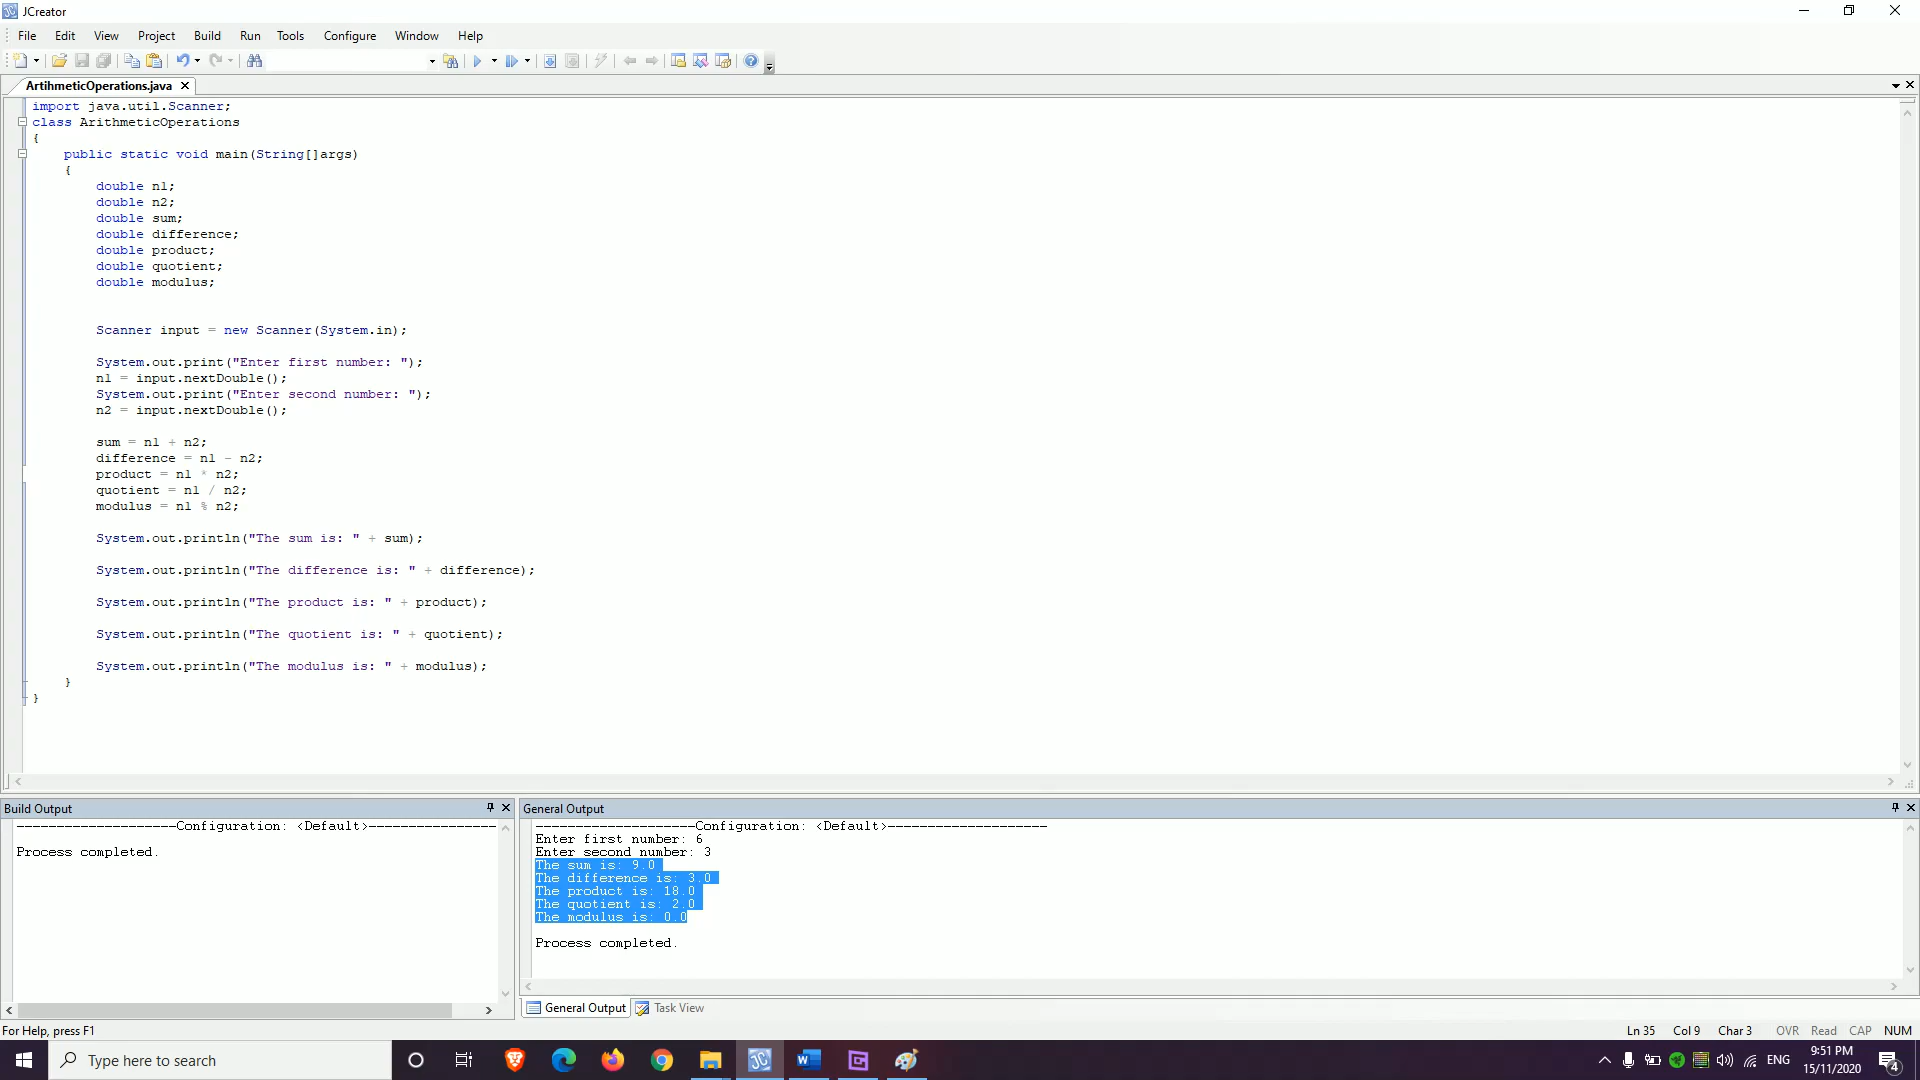 JCreator
File Edit View Project Build Run Tools Configure Window Help
ArtihmeticOperations.java
import java.util.Scanner;
class ArithmeticOperations
{
public static void main(String[]args)
{
double n1;
double n2;
double sum;
double difference;
double product;
double quotient;
double modulus;
Scanner input = new Scanner(System.in);
System.out.print("Enter first number: ");
n1 = input.nextDouble();
System.out.print("Enter second number: ");
n2 = input.nextDouble();
sum = n1 + n2;
difference = n1 - n2;
product = n1 * n2;
quotient = n1 / n2;
modulus = n1 % n2;
System.out.println("The sum is: " + sum);
System.out.println("The difference is: " + difference);
System.out.println("The product is: " + product);
System.out.println("The quotient is: " + quotient);
System.out.println("The modulus is: " + modulus);
}
}
Build Output
--------------------Configuration: <Default>----------------
Process completed.
General Output
--------------------Configuration: <Default>--------------------
Enter first number: 6
Enter second number: 3
The sum is: 9.0
The difference is: 3.0
The product is: 18.0
The quotient is: 2.0
The modulus is: 0.0
Process completed.
General Output Task View
For Help, press F1
Ln 35 Col 9 Char 3 OVR Read CAP NUM
Type here to search
ENG
9:51 PM
15/11/2020
4